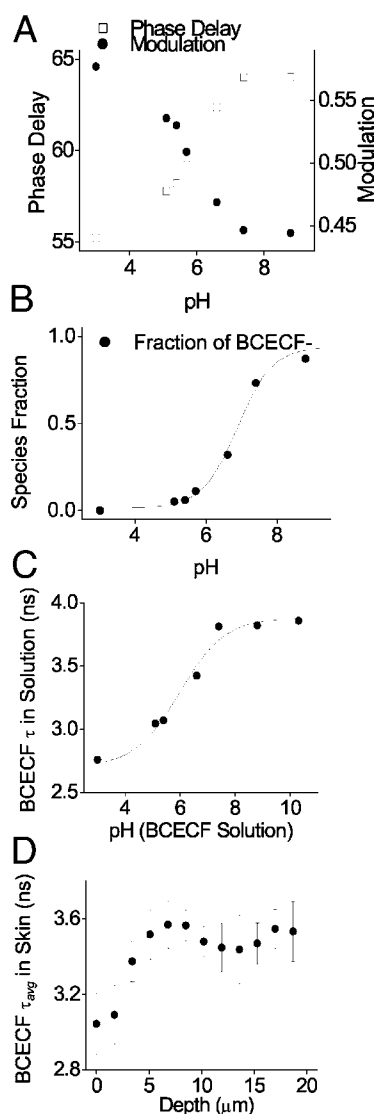 A
□ Phase Delay
● Modulation
65
60
55
Phase Delay
0.55
0.50
0.45
Modulation
4 6 8
pH
B
● Fraction of BCECF-
1.0
0.5
0.0
Species Fraction
4 6 8
pH
C
4.0
3.5
3.0
2.5
BCECF τ in Solution (ns)
4 6 8 10
pH (BCECF Solution)
D
3.6
3.2
2.8
BCECF τavg in Skin (ns)
0 5 10 15 20
Depth (μm)